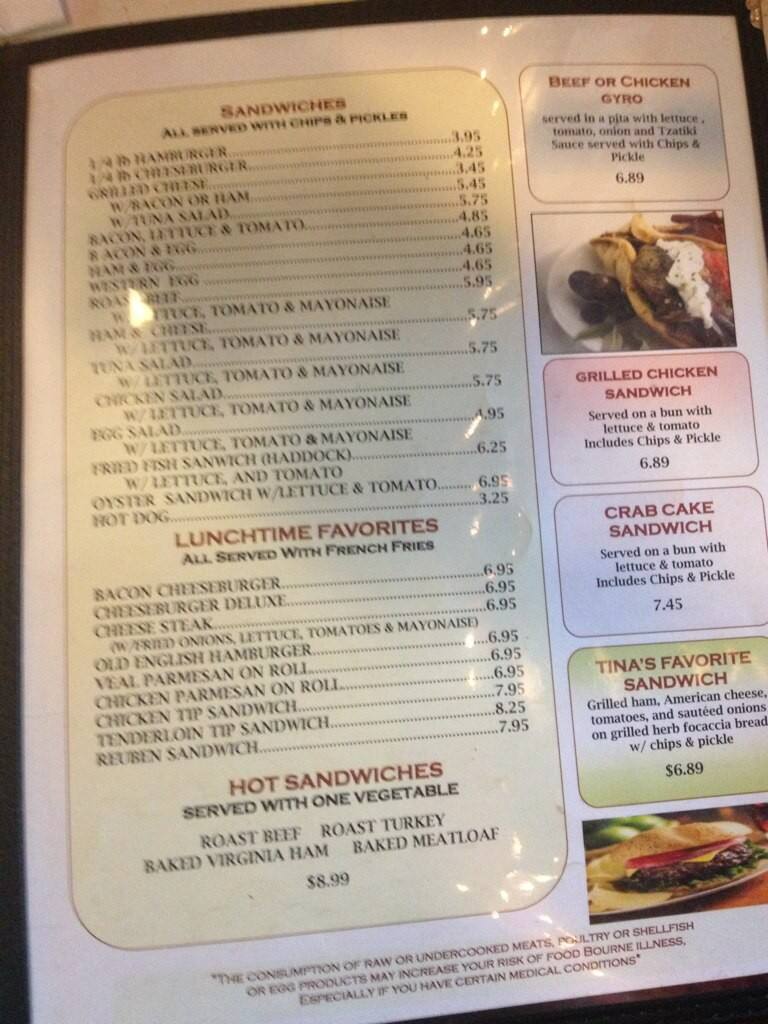 SANDWICHES
ALL SERVED WITH CHIPS & PICKLES
1/4 lb HAMBURGER 3.95
1/4 lb CHEESEBURGER 4.25
GRILLED CHEESE 3.45
W/BACON OR HAM 5.45
W/TUNA SALAD 5.75
BACON, LETTUCE & TOMATO 4.85
BACON & EGG 4.65
HAM & EGG 4.65
WESTERN EGG 4.65
ROAST BEEF 5.95
W/ LETTUCE, TOMATO & MAYONAISE
HAM & CHEESE 5.75
W/ LETTUCE, TOMATO & MAYONAISE
TUNA SALAD 5.75
W/ LETTUCE, TOMATO & MAYONAISE
CHICKEN SALAD 5.75
W/ LETTUCE, TOMATO & MAYONAISE
EGG SALAD 4.95
W/ LETTUCE, TOMATO & MAYONAISE
FRIED FISH SANWICH (HADDOCK) 6.25
W/ LETTUCE, AND TOMATO
OYSTER SANDWICH W/LETTUCE & TOMATO 6.95
HOT DOG 3.25
LUNCHTIME FAVORITES
ALL SERVED WITH FRENCH FRIES
BACON CHEESEBURGER 6.95
CHEESEBURGER DELUXE 6.95
CHEESE STEAK 6.95
(W/FRIED ONIONS, LETTUCE, TOMATOES & MAYONAISE)
OLD ENGLISH HAMBURGER 6.95
VEAL PARMESAN ON ROLL 6.95
CHICKEN PARMESAN ON ROLL 6.95
CHICKEN TIP SANDWICH 7.95
TENDERLOIN TIP SANDWICH 8.25
REUBEN SANDWICH 7.95
HOT SANDWICHES
SERVED WITH ONE VEGETABLE
ROAST BEEF ROAST TURKEY
BAKED VIRGINIA HAM BAKED MEATLOAF
$8.99
BEEF OR CHICKEN
GYRO
served in a pita with lettuce ,
tomato, onion and Tzatiki
Sauce served with Chips &
Pickle
6.89
GRILLED CHICKEN
SANDWICH
Served on a bun with
lettuce & tomato
Includes Chips & Pickle
6.89
CRAB CAKE
SANDWICH
Served on a bun with
lettuce & tomato
Includes Chips & Pickle
7.45
TINA'S FAVORITE
SANDWICH
Grilled ham, American cheese,
tomatoes, and sautéed onions
on grilled herb focaccia bread
w/ chips & pickle
$6.89
"THE CONSUMPTION OF RAW OR UNDERCOOKED MEATS, POULTRY OR SHELLFISH
OR EGG PRODUCTS MAY INCREASE YOUR RISK OF FOOD BOURNE ILLNESS,
ESPECIALLY IF YOU HAVE CERTAIN MEDICAL CONDITIONS"